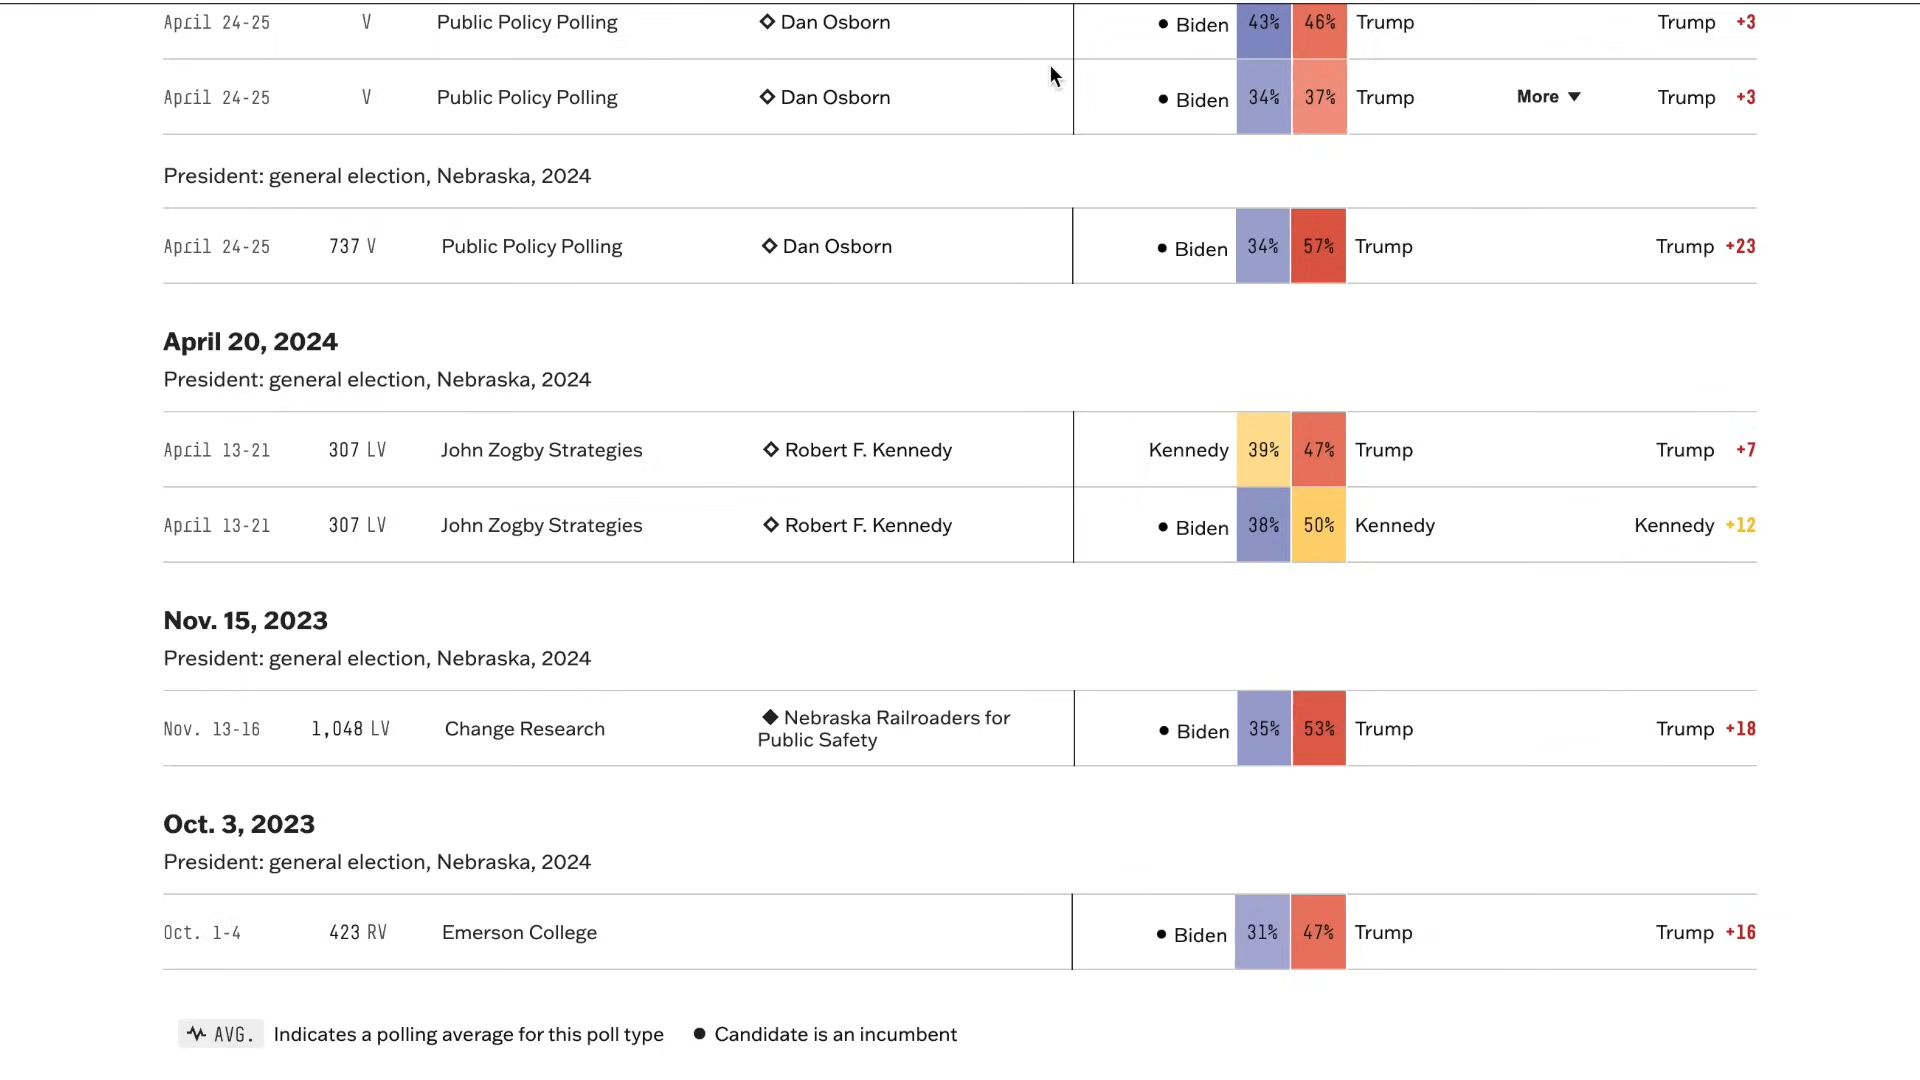 April 24-25 V Public Policy Polling ◇ Dan Osborn ● Biden 43% 46% Trump Trump +3
April 24-25 V Public Policy Polling ◇ Dan Osborn ● Biden 34% 37% Trump More ▼ Trump +3
President: general election, Nebraska, 2024
April 24-25 737 V Public Policy Polling ◇ Dan Osborn ● Biden 34% 57% Trump Trump +23
April 20, 2024
President: general election, Nebraska, 2024
April 13-21 307 LV John Zogby Strategies ◇ Robert F. Kennedy Kennedy 39% 47% Trump Trump +7
April 13-21 307 LV John Zogby Strategies ◇ Robert F. Kennedy ● Biden 38% 50% Kennedy Kennedy +12
Nov. 15, 2023
President: general election, Nebraska, 2024
Nov. 13-16 1,048 LV Change Research ◆ Nebraska Railroaders for
Public Safety ● Biden 35% 53% Trump Trump +18
Oct. 3, 2023
President: general election, Nebraska, 2024
Oct. 1-4 423 RV Emerson College ● Biden 31% 47% Trump Trump +16
AVG. Indicates a polling average for this poll type ● Candidate is an incumbent